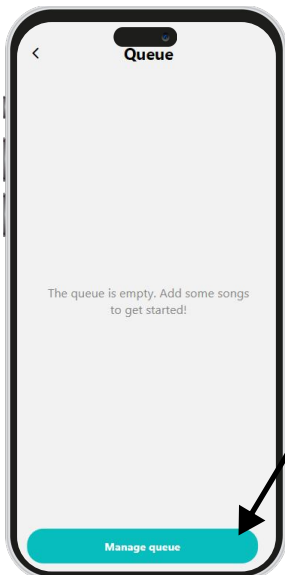 Queue
The queue is empty. Add some songs
to get started!
Manage queue